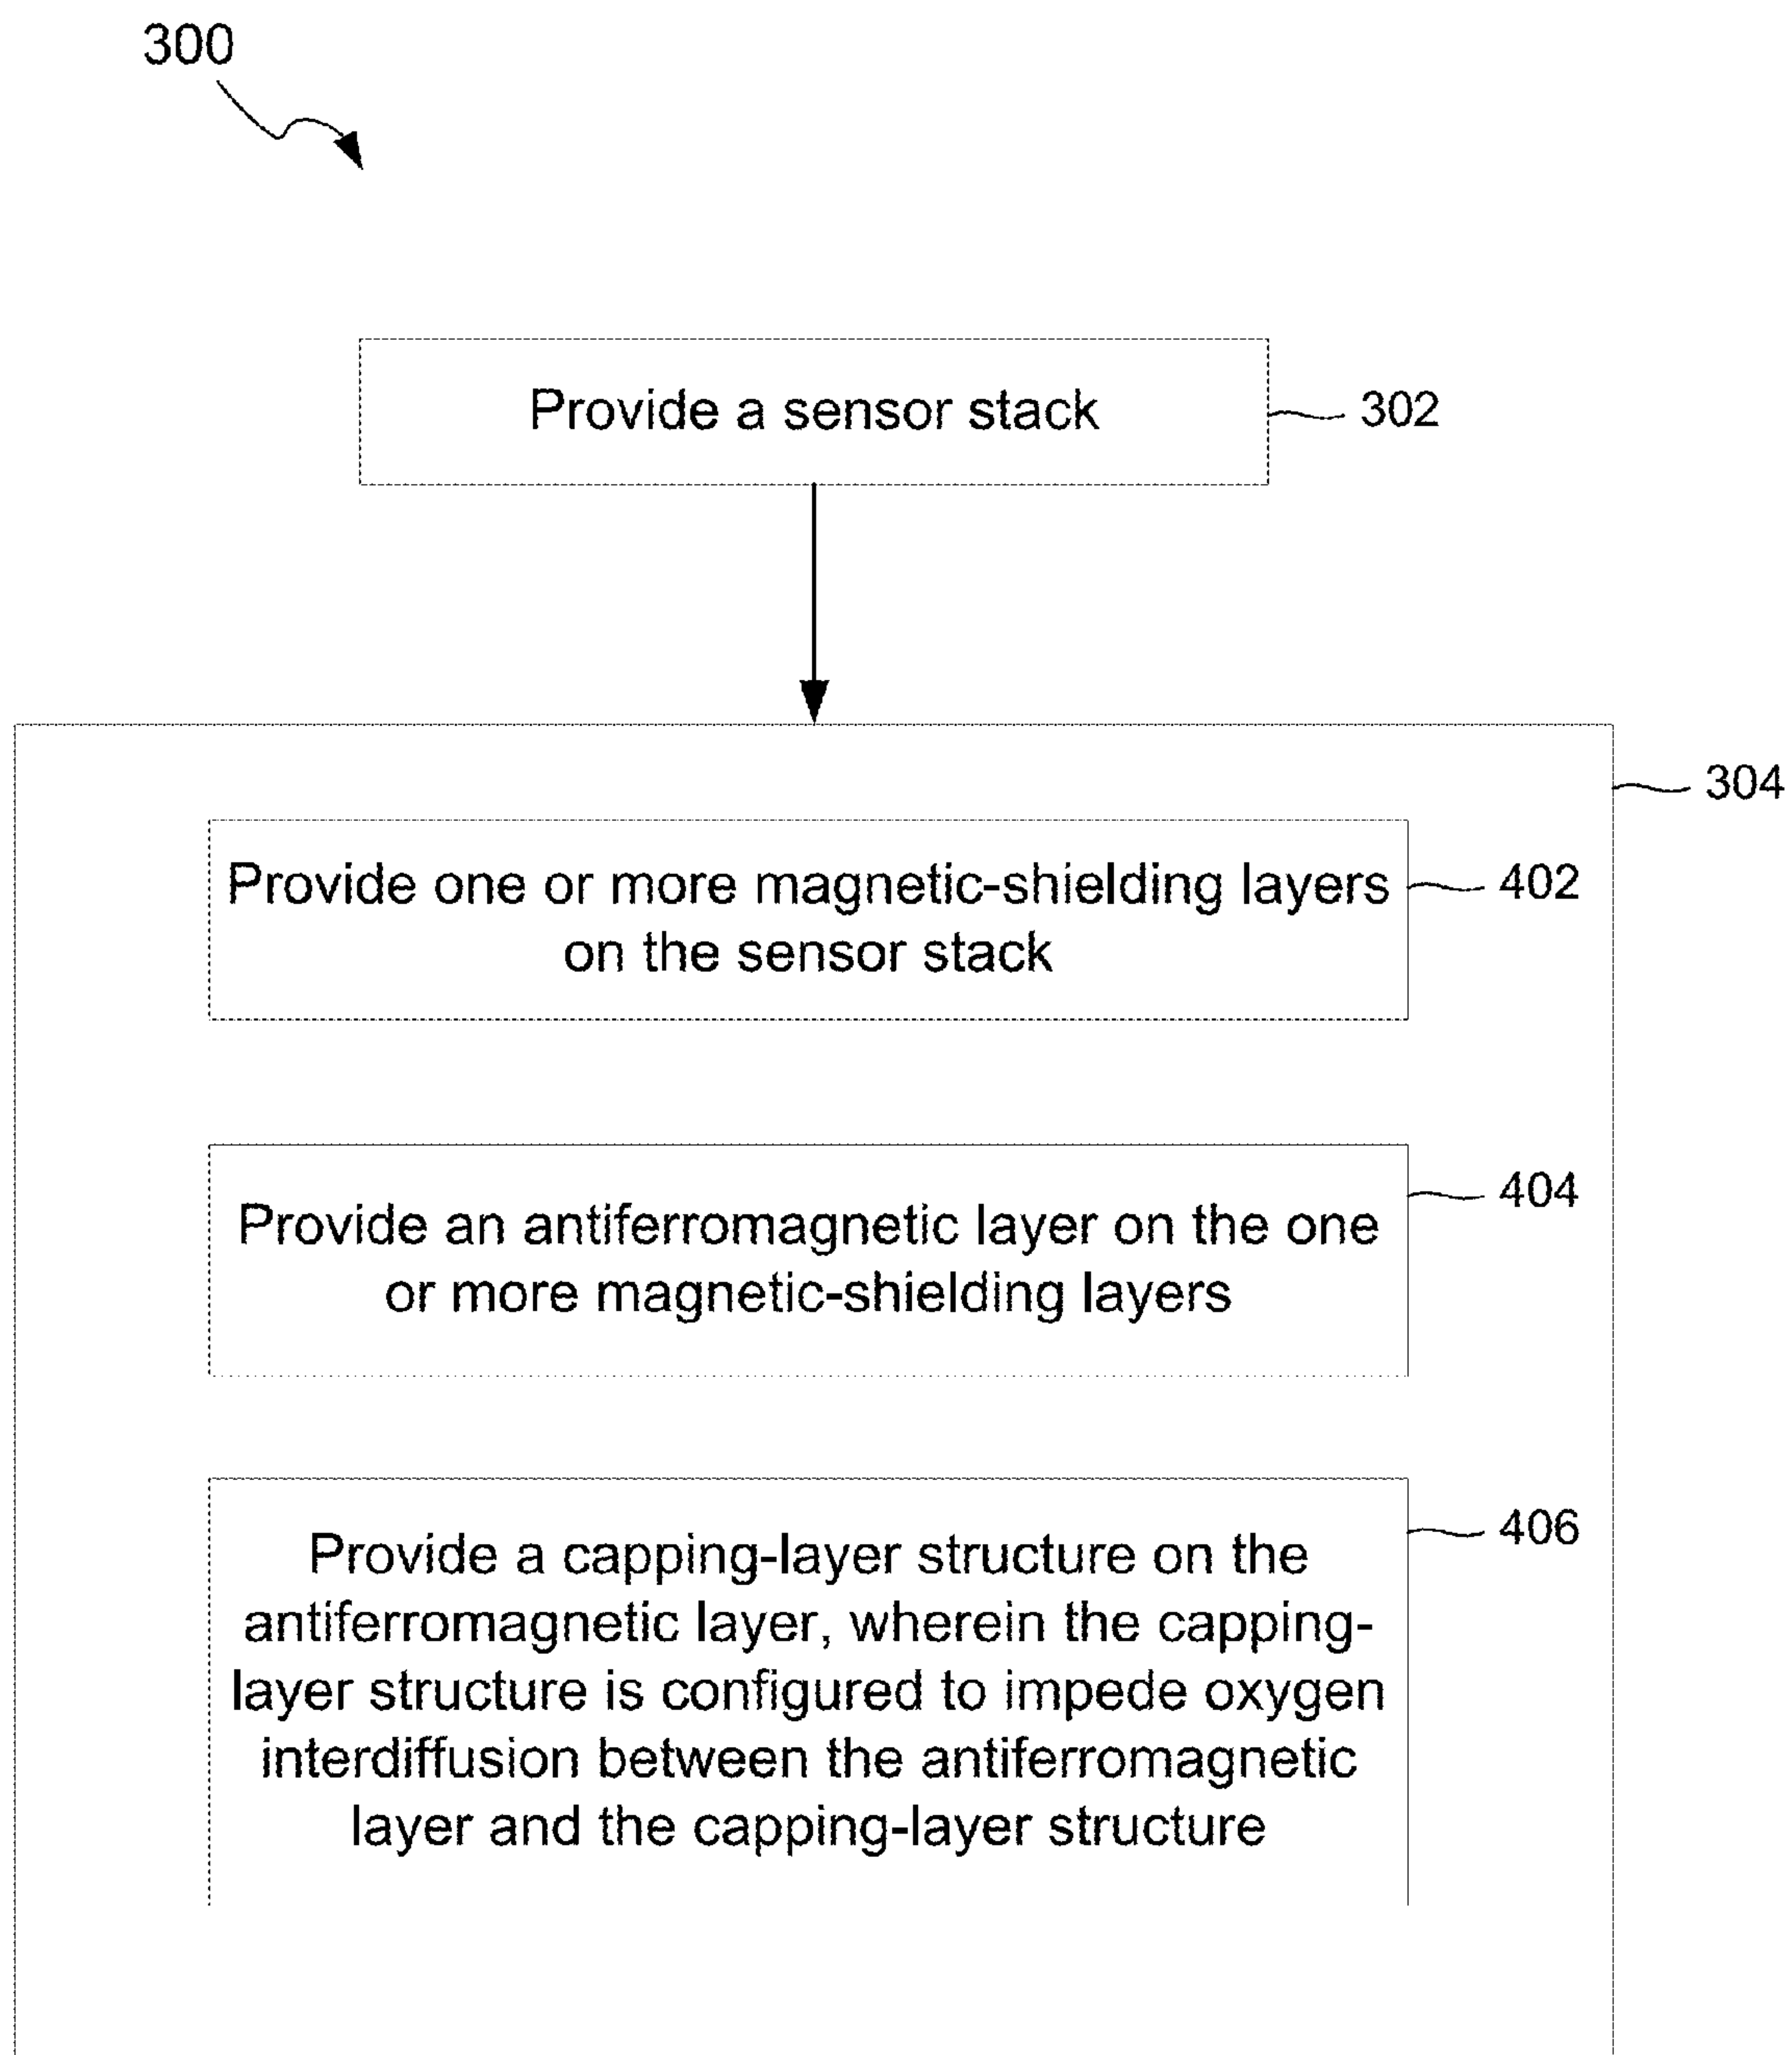 300
Provide a sensor stack
302
304
Provide one or more magnetic-shielding layers
on the sensor stack
402
Provide an antiferromagnetic layer on the one
or more magnetic-shielding layers
404
Provide a capping-layer structure on the
antiferromagnetic layer, wherein the capping-
layer structure is configured to impede oxygen
interdiffusion between the antiferromagnetic
layer and the capping-layer structure
406